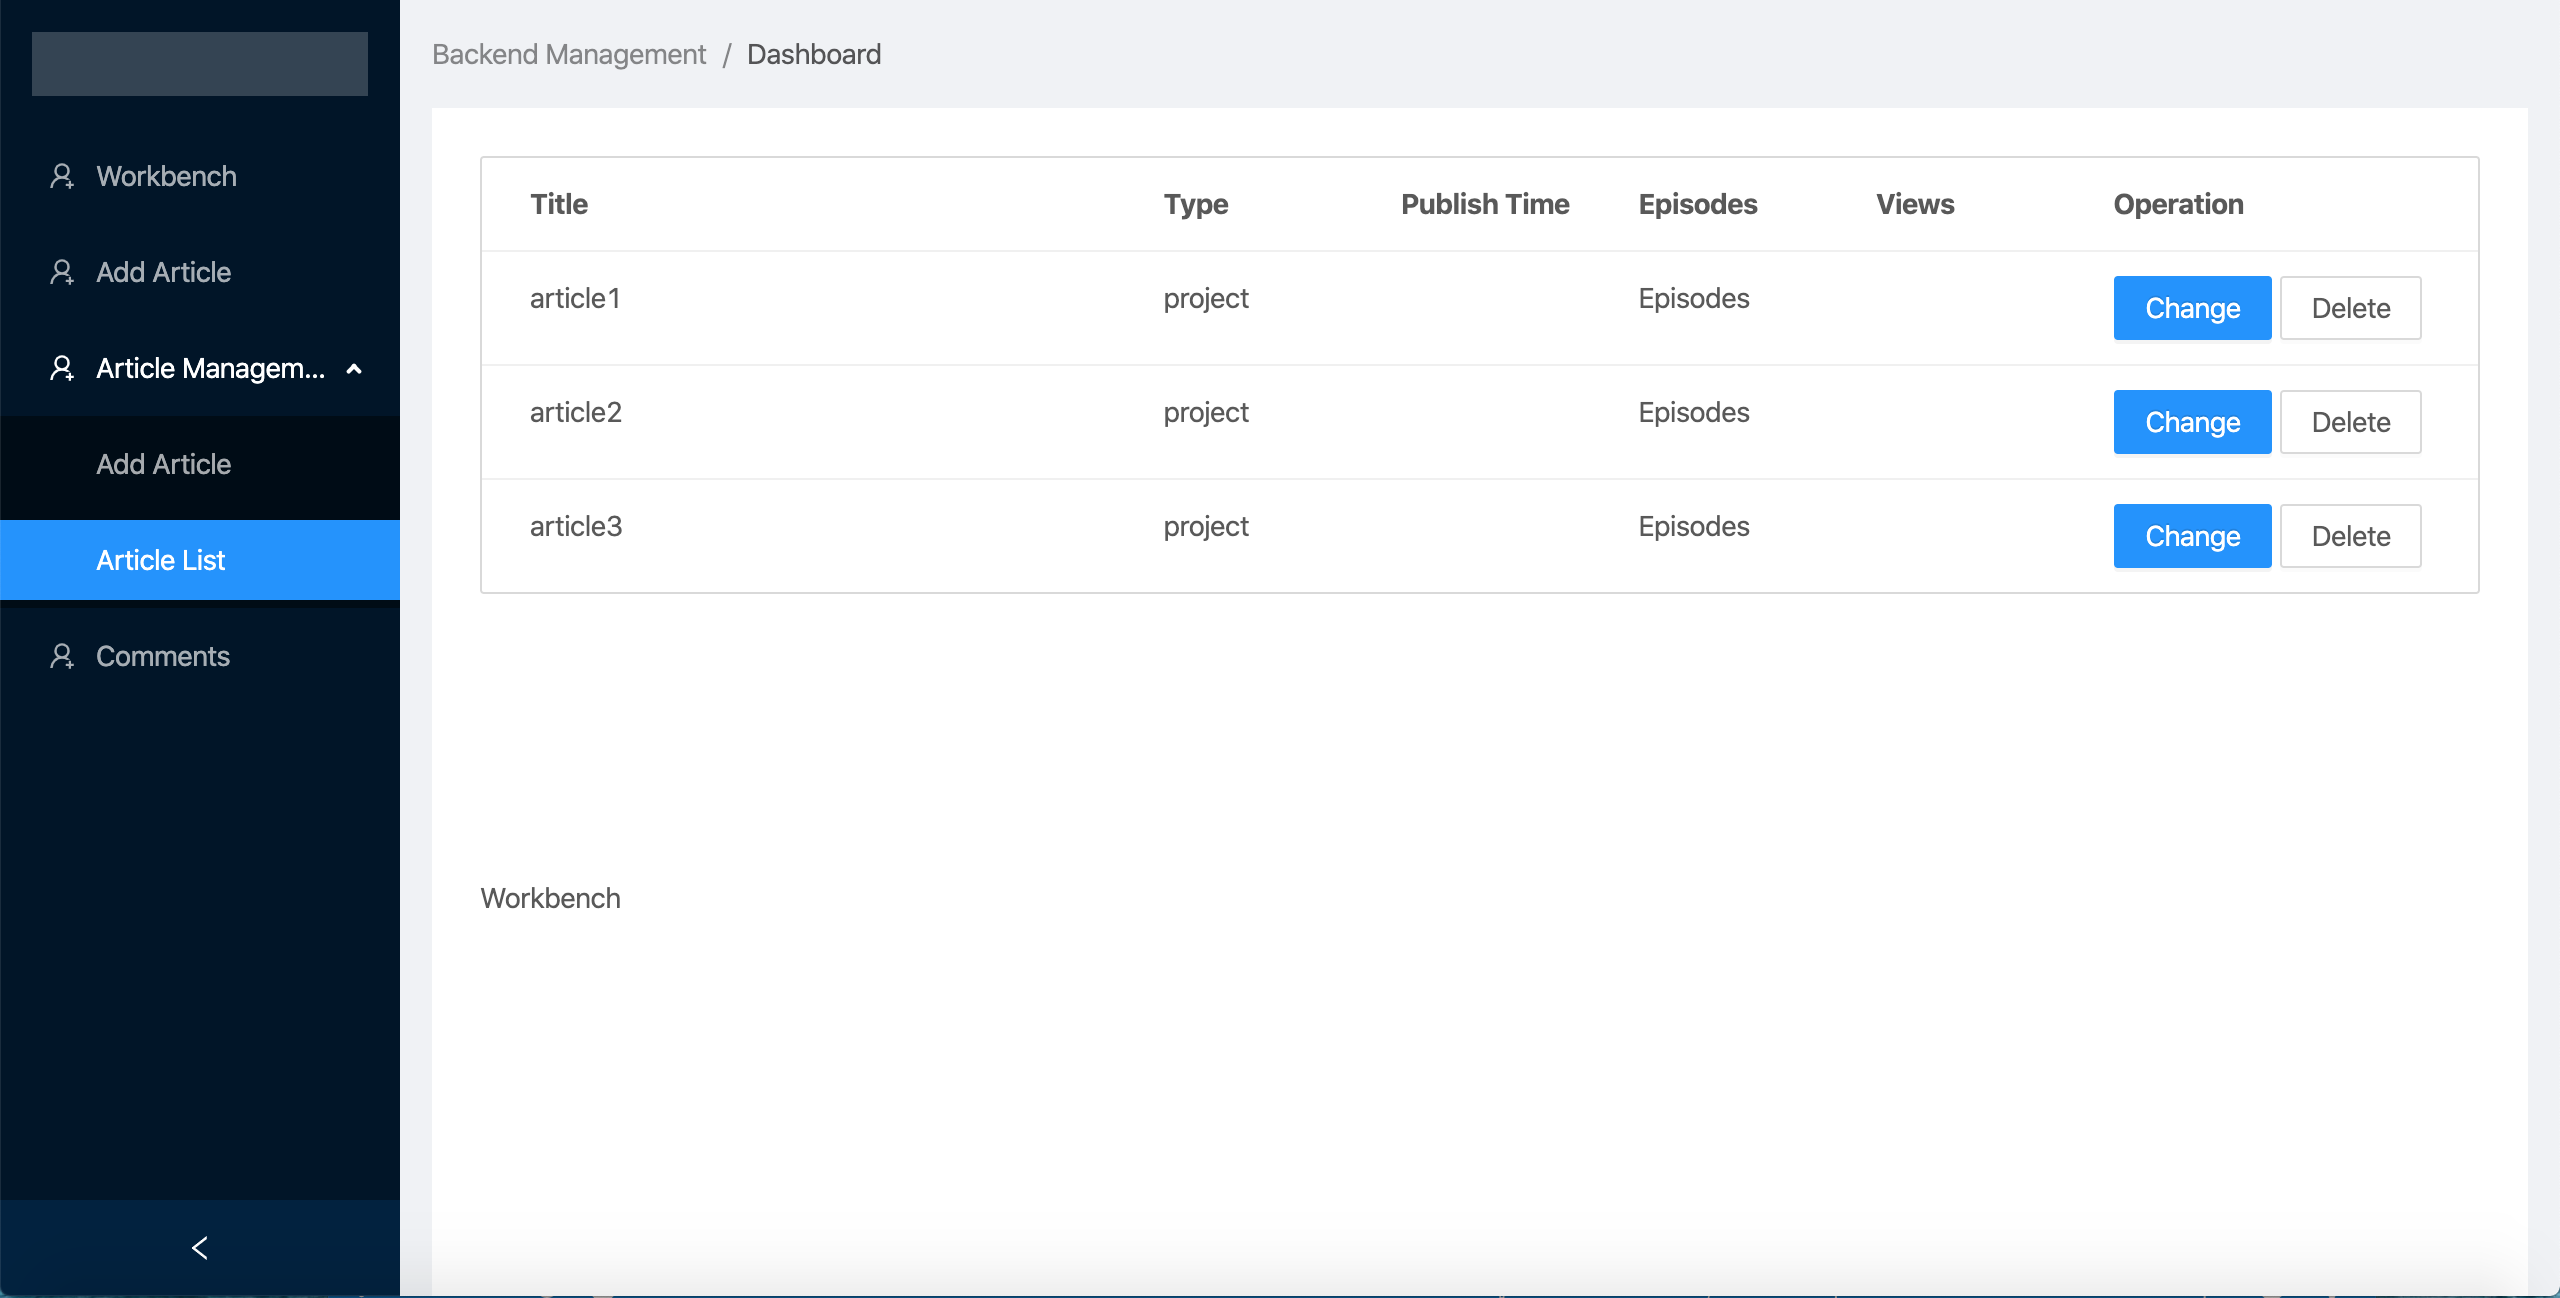 Backend Management / Dashboard
Workbench
Add Article
Article Managem...
Add Article
Article List
Comments
Title Type Publish Time Episodes Views Operation
article1 project Episodes Change Delete
article2 project Episodes Change Delete
article3 project Episodes Change Delete
Workbench